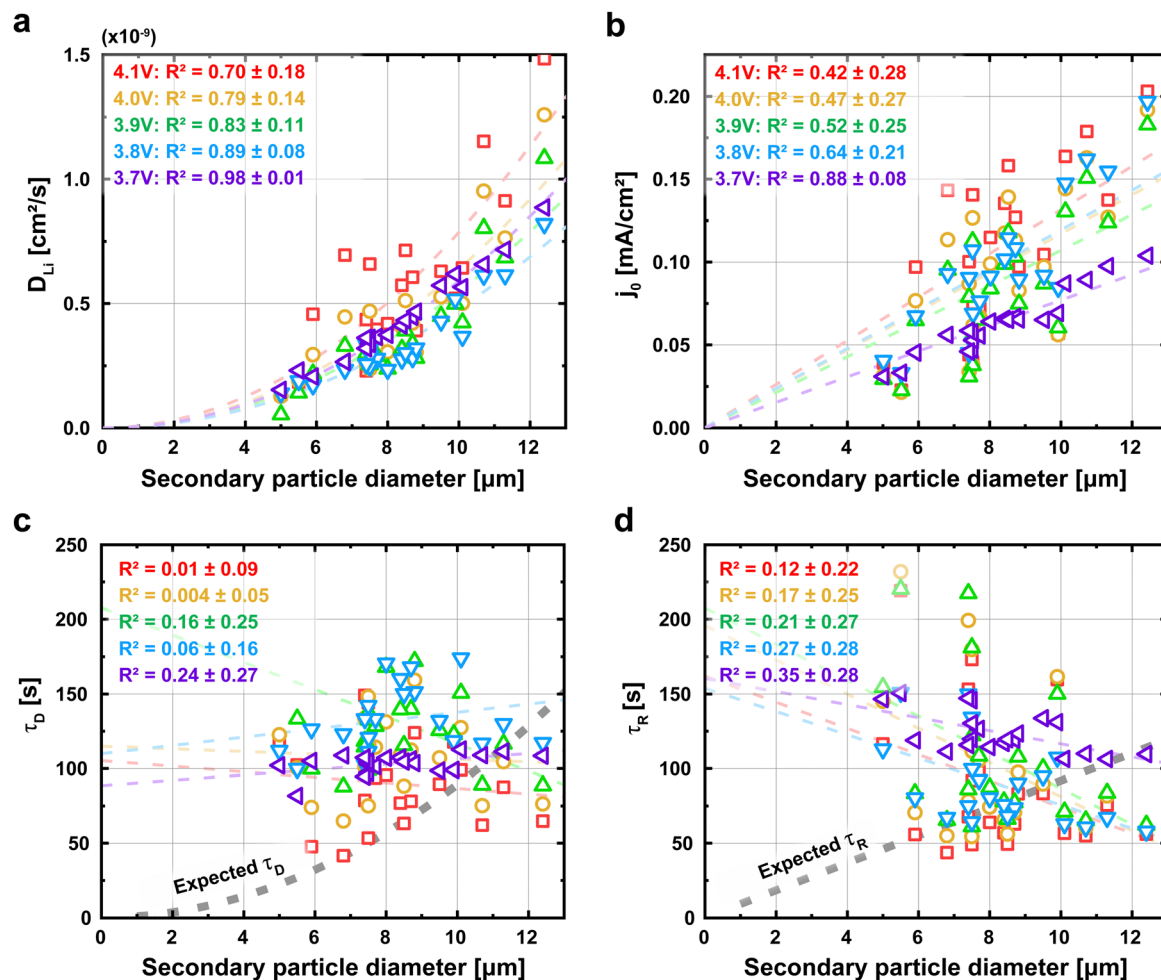 a
(x10⁻⁹)
1.5
1.0
0.5
0.0
D_Li [cm²/s]
4.1V: R² = 0.70 ± 0.18
4.0V: R² = 0.79 ± 0.14
3.9V: R² = 0.83 ± 0.11
3.8V: R² = 0.89 ± 0.08
3.7V: R² = 0.98 ± 0.01
0 2 4 6 8 10 12
Secondary particle diameter [µm]
b
0.20
0.15
0.10
0.05
0.00
j₀ [mA/cm²]
4.1V: R² = 0.42 ± 0.28
4.0V: R² = 0.47 ± 0.27
3.9V: R² = 0.52 ± 0.25
3.8V: R² = 0.64 ± 0.21
3.7V: R² = 0.88 ± 0.08
0 2 4 6 8 10 12
Secondary particle diameter [µm]
c
250
200
150
100
50
0
τ_D [s]
R² = 0.01 ± 0.09
R² = 0.004 ± 0.05
R² = 0.16 ± 0.25
R² = 0.06 ± 0.16
R² = 0.24 ± 0.27
Expected τ_D
0 2 4 6 8 10 12
Secondary particle diameter [µm]
d
250
200
150
100
50
0
τ_R [s]
R² = 0.12 ± 0.22
R² = 0.17 ± 0.25
R² = 0.21 ± 0.27
R² = 0.27 ± 0.28
R² = 0.35 ± 0.28
Expected τ_R
0 2 4 6 8 10 12
Secondary particle diameter [µm]